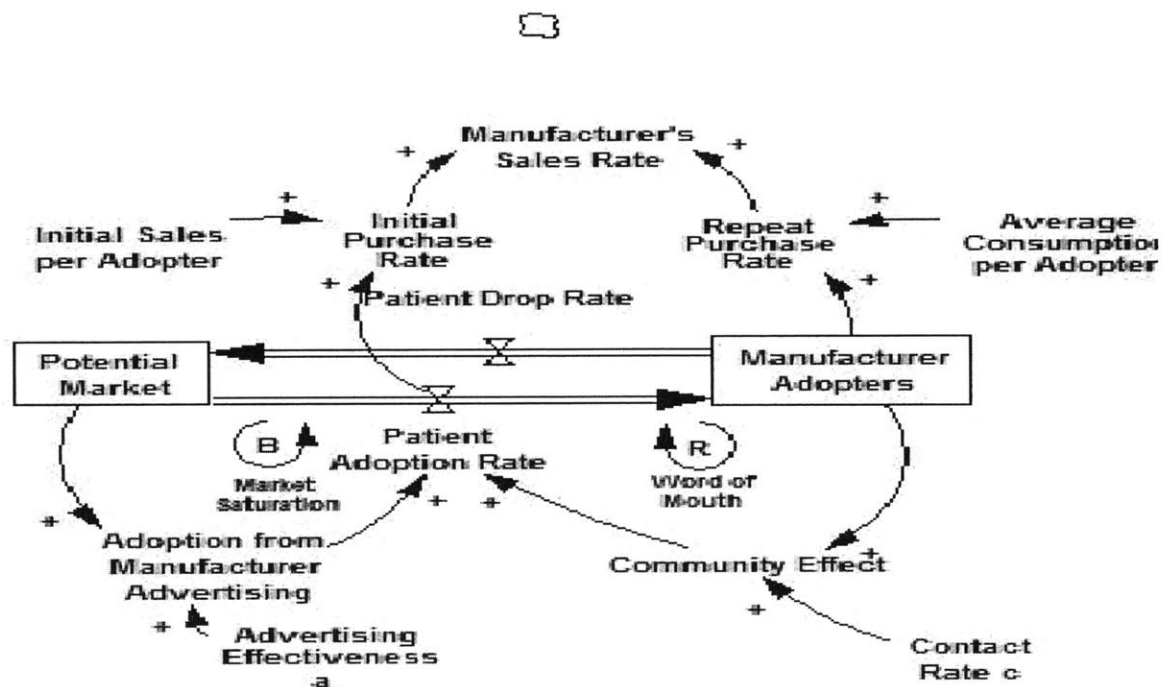 Manufacturer's
Sales Rate
+
+
+
Initial Sales
per Adopter
Initial
Purchase
Rate
+
Repeat
Purchase
Rate
+
Average
Consumption
per Adopter
+
Patient Drop Rate
Potential
Market
Manufacturer
Adopters
B
Market
Saturation
Patient
Adoption Rate
R
Word of
Mouth
+
+
+
Adoption from
Manufacturer
Advertising
+
Community Effect
+
+
Advertising
Effectiveness
a
Contact
Rate c